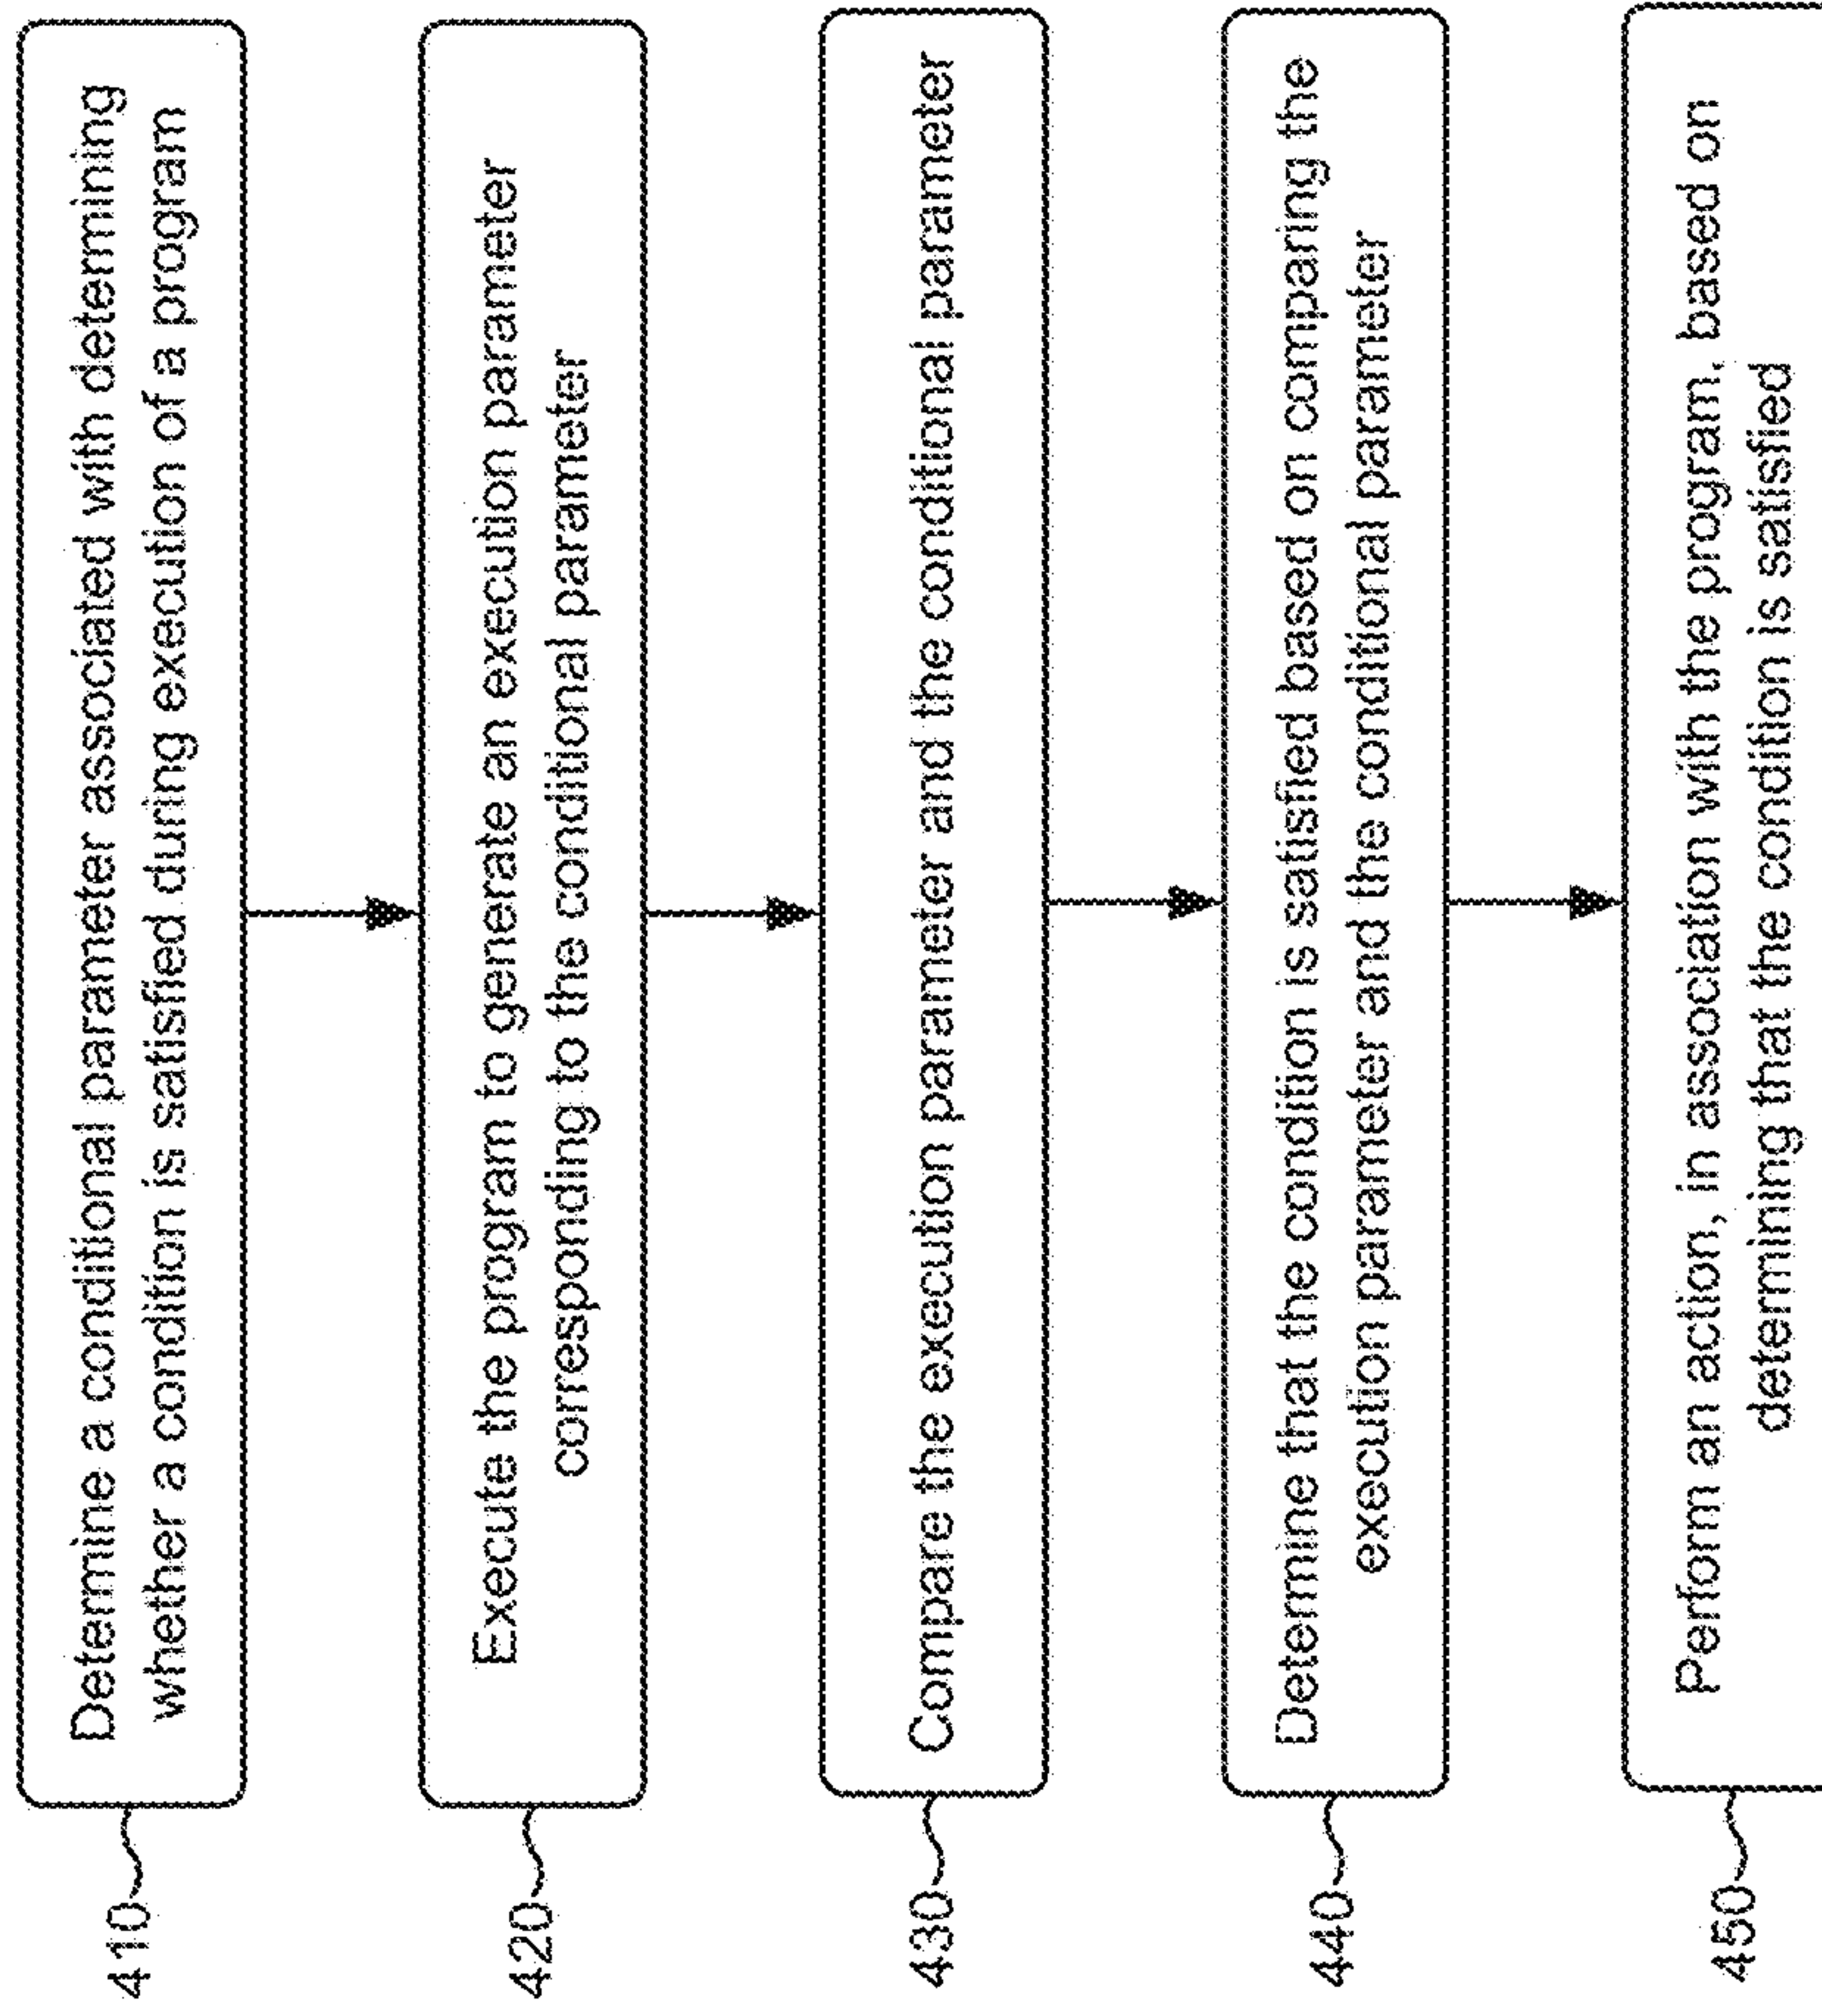 410
Determine a conditional parameter associated with determining
whether a condition is satisfied during execution of a program
420
Execute the program to generate an execution parameter
corresponding to the conditional parameter
430
Compare the execution parameter and the conditional parameter
440
Determine that the condition is satisfied based on comparing the
execution parameter and the conditional parameter
450
Perform an action, in association with the program, based on
determining that the condition is satisfied